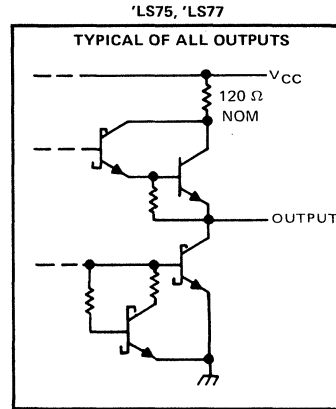 'LS75, 'LS77
TYPICAL OF ALL OUTPUTS
VCC
120 Ω
NOM
OUTPUT